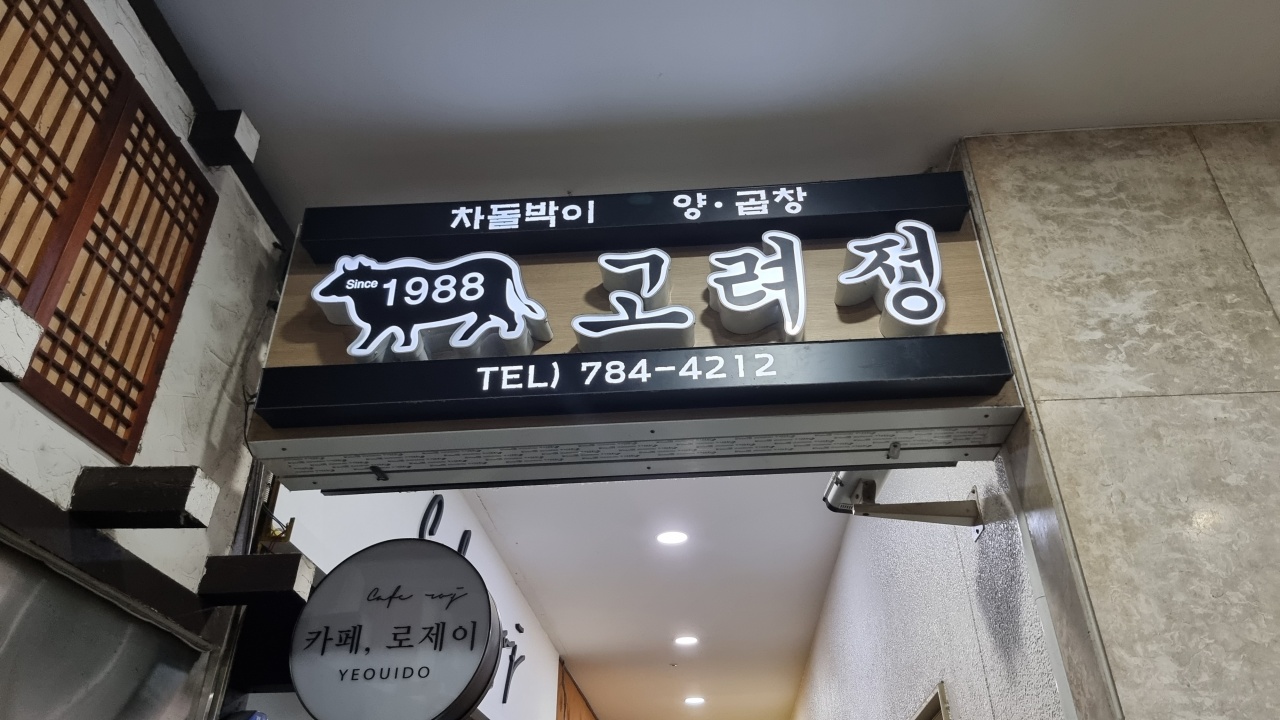 차돌박이 양·곱창
Since 1988 고려정
TEL) 784-4212
Cafe roj
카페, 로제이
YEOUIDO